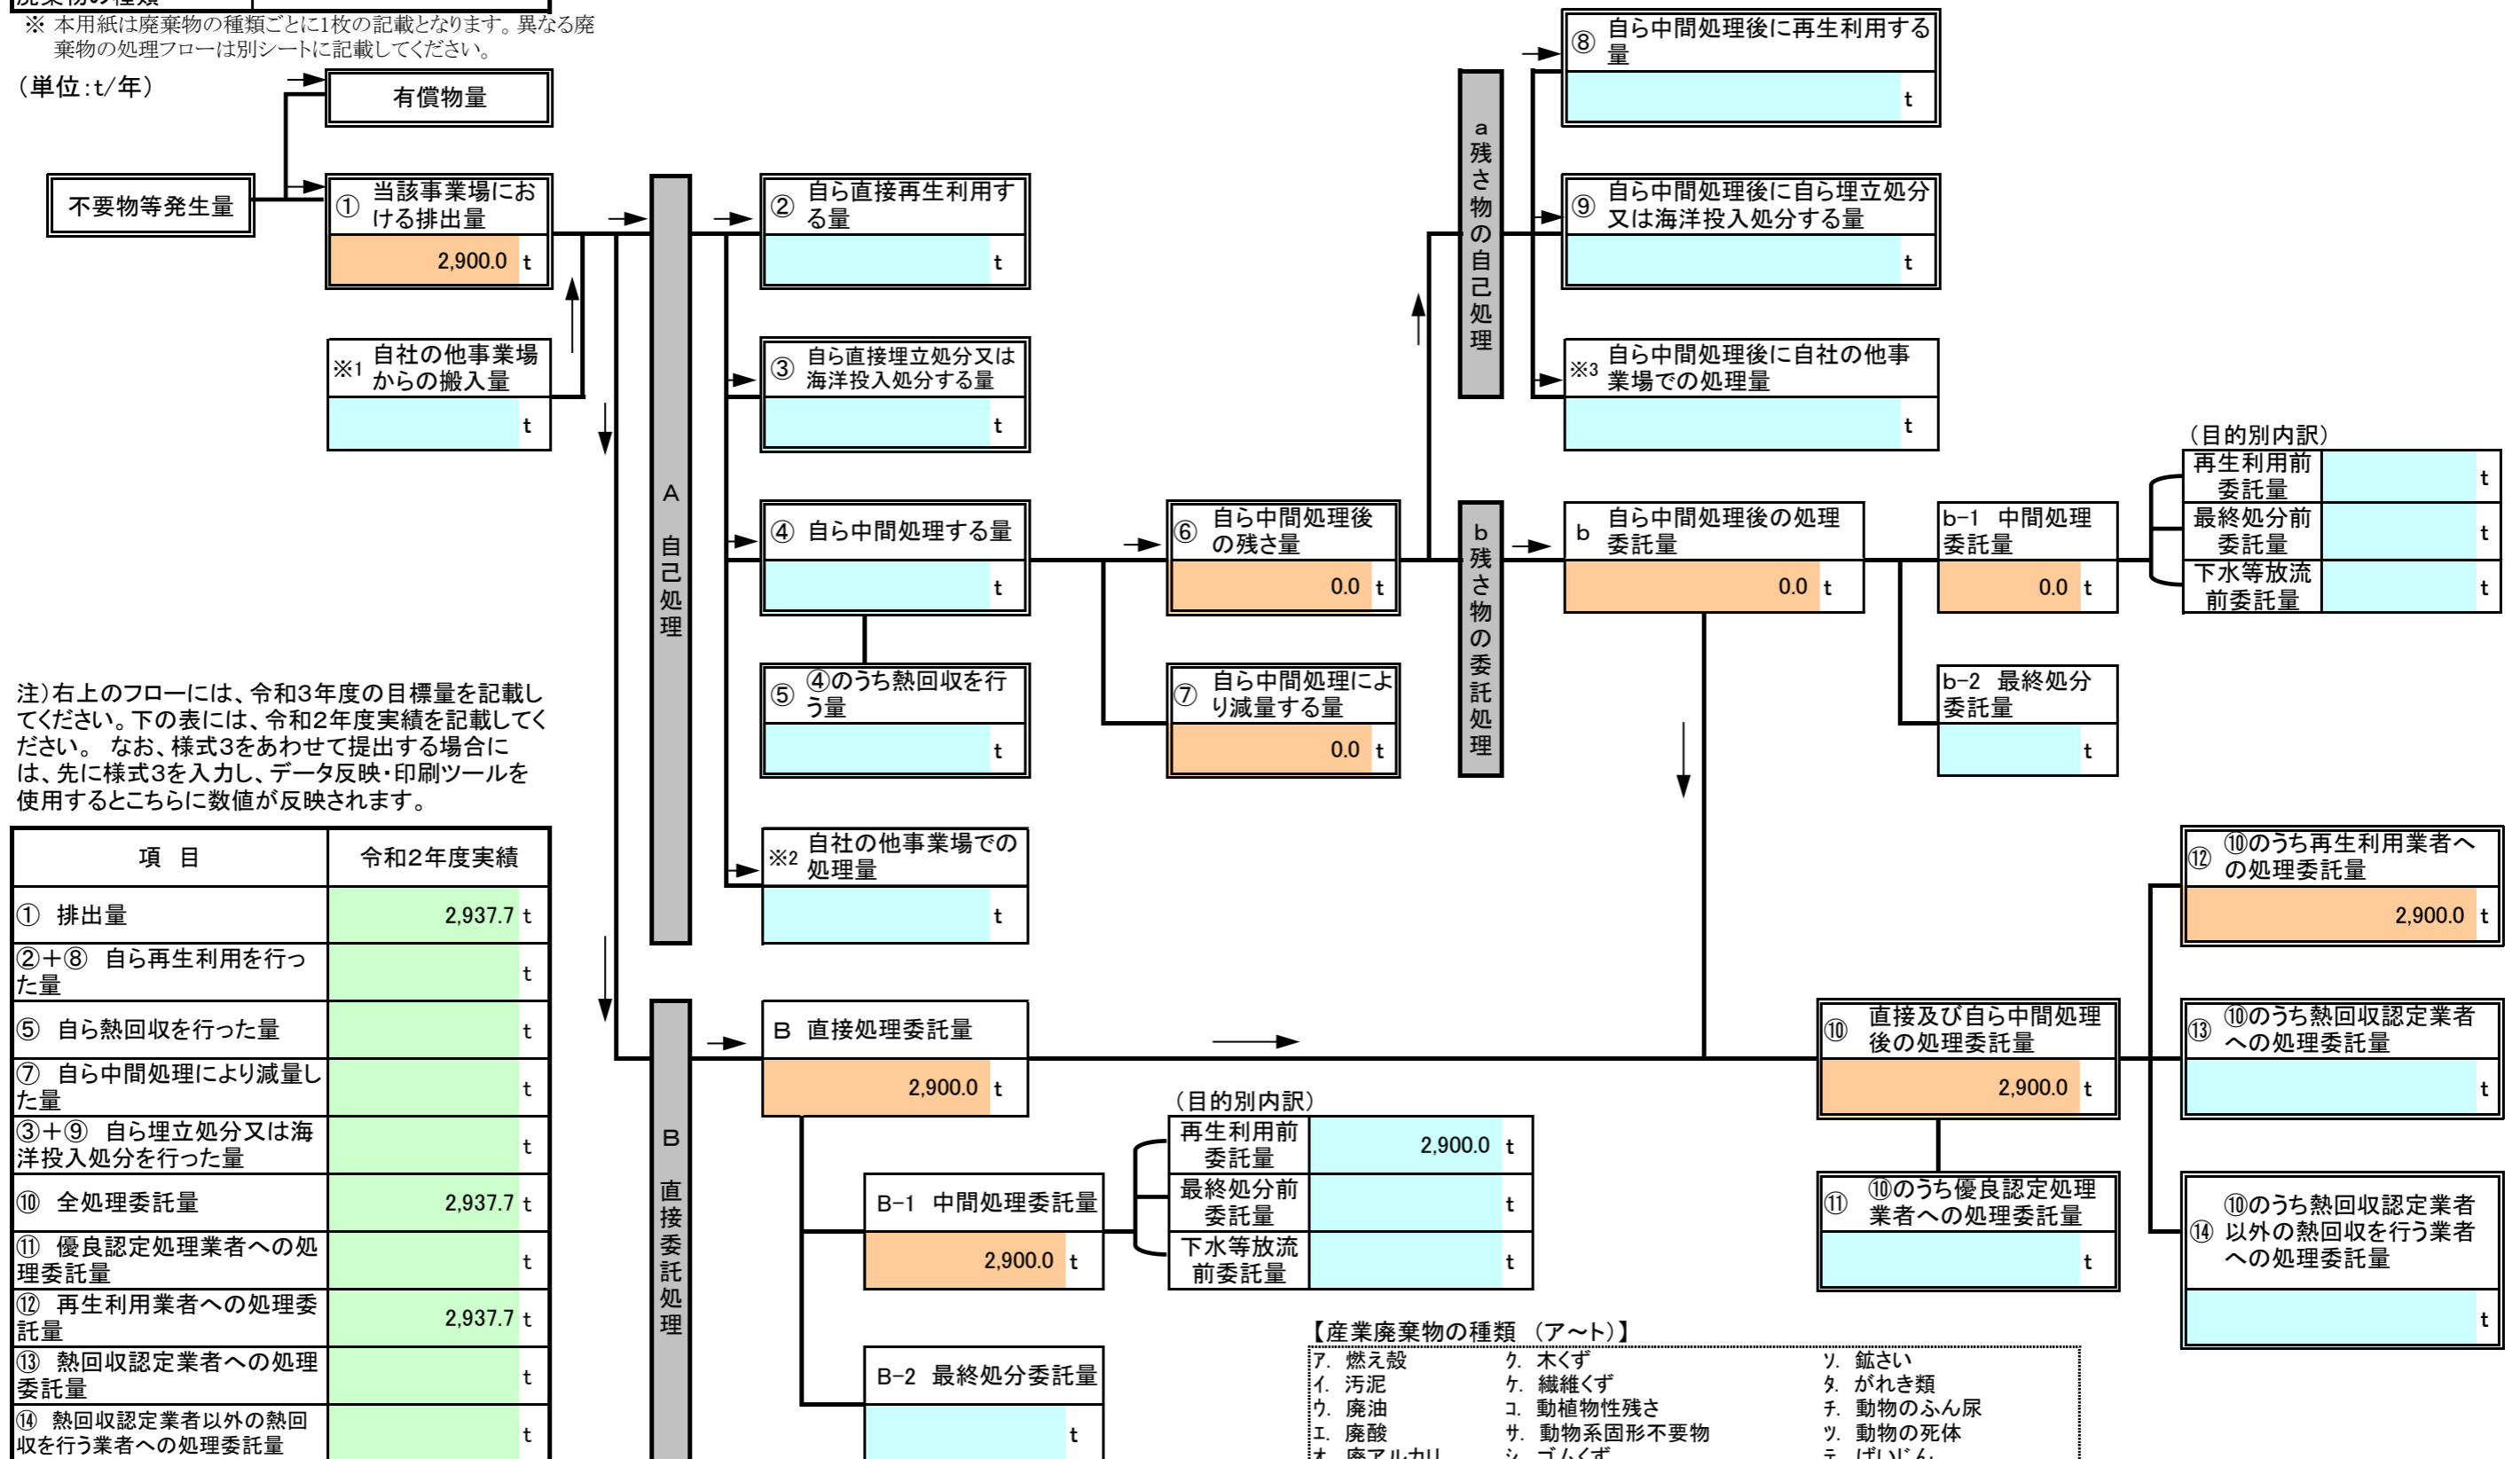 廃棄物の種類
※ 本用紙は廃棄物の種類ごとに1枚の記載となります。異なる廃
棄物の処理フローは別シートに記載してください。
（単位：t/年）
有償物量
不要物等発生量
① 当該事業場にお
ける排出量
2,900.0 t
※1 自社の他事業場
からの搬入量
t
A 自己処理
② 自ら直接再生利用す
る量
t
③ 自ら直接埋立処分又は
海洋投入処分する量
t
④ 自ら中間処理する量
t
⑤ ④のうち熱回収を行
う量
t
※2 自社の他事業場での
処理量
t
⑥ 自ら中間処理後
の残さ量
0.0 t
⑦ 自ら中間処理によ
り減量する量
0.0 t
a 残さ物の自己処理
⑧ 自ら中間処理後に再生利用する
量
t
⑨ 自ら中間処理後に自ら埋立処分
又は海洋投入処分する量
t
※3 自ら中間処理後に自社の他事
業場での処理量
t
b 残さ物の委託処理
b 自ら中間処理後の処理
委託量
0.0 t
b-1 中間処理
委託量
0.0 t
b-2 最終処分
委託量
t
（目的別内訳）
再生利用前
委託量
t
最終処分前
委託量
t
下水等放流
前委託量
t
注）右上のフローには、令和3年度の目標量を記載し
てください。下の表には、令和2年度実績を記載してく
ださい。 なお、様式3をあわせて提出する場合に
は、先に様式3を入力し、データ反映・印刷ツールを
使用するとこちらに数値が反映されます。
項 目 令和2年度実績
① 排出量 2,937.7 t
②＋⑧ 自ら再生利用を行っ
た量
t
⑤ 自ら熱回収を行った量 t
⑦ 自ら中間処理により減量し
た量
t
③＋⑨ 自ら埋立処分又は海
洋投入処分を行った量
t
⑩ 全処理委託量 2,937.7 t
⑪ 優良認定処理業者への処
理委託量
t
⑫ 再生利用業者への処理委
託量
2,937.7 t
⑬ 熱回収認定業者への処理
委託量
t
⑭ 熱回収認定業者以外の熱回
収を行う業者への処理委託量
t
B 直接委託処理
B 直接処理委託量
2,900.0 t
B-1 中間処理委託量
2,900.0 t
B-2 最終処分委託量
t
（目的別内訳）
再生利用前
委託量
2,900.0 t
最終処分前
委託量
t
下水等放流
前委託量
t
⑩ 直接及び自ら中間処理
後の処理委託量
2,900.0 t
⑪ ⑩のうち優良認定処理
業者への処理委託量
t
⑫ ⑩のうち再生利用業者へ
の処理委託量
2,900.0 t
⑬ ⑩のうち熱回収認定業者
への処理委託量
t
⑭ ⑩のうち熱回収認定業者
以外の熱回収を行う業者
への処理委託量
t
【産業廃棄物の種類 （ア～ト）】
ｱ. 燃え殻 ｸ. 木くず ｿ. 鉱さい
ｲ. 汚泥 ｹ. 繊維くず ﾀ. がれき類
ｳ. 廃油 ｺ. 動植物性残さ ﾁ. 動物のふん尿
ｴ. 廃酸 ｻ. 動物系固形不要物 ﾂ. 動物の死体
ｵ. 廃アルカリ ｼ. ゴムくず ﾃ. ばいじん